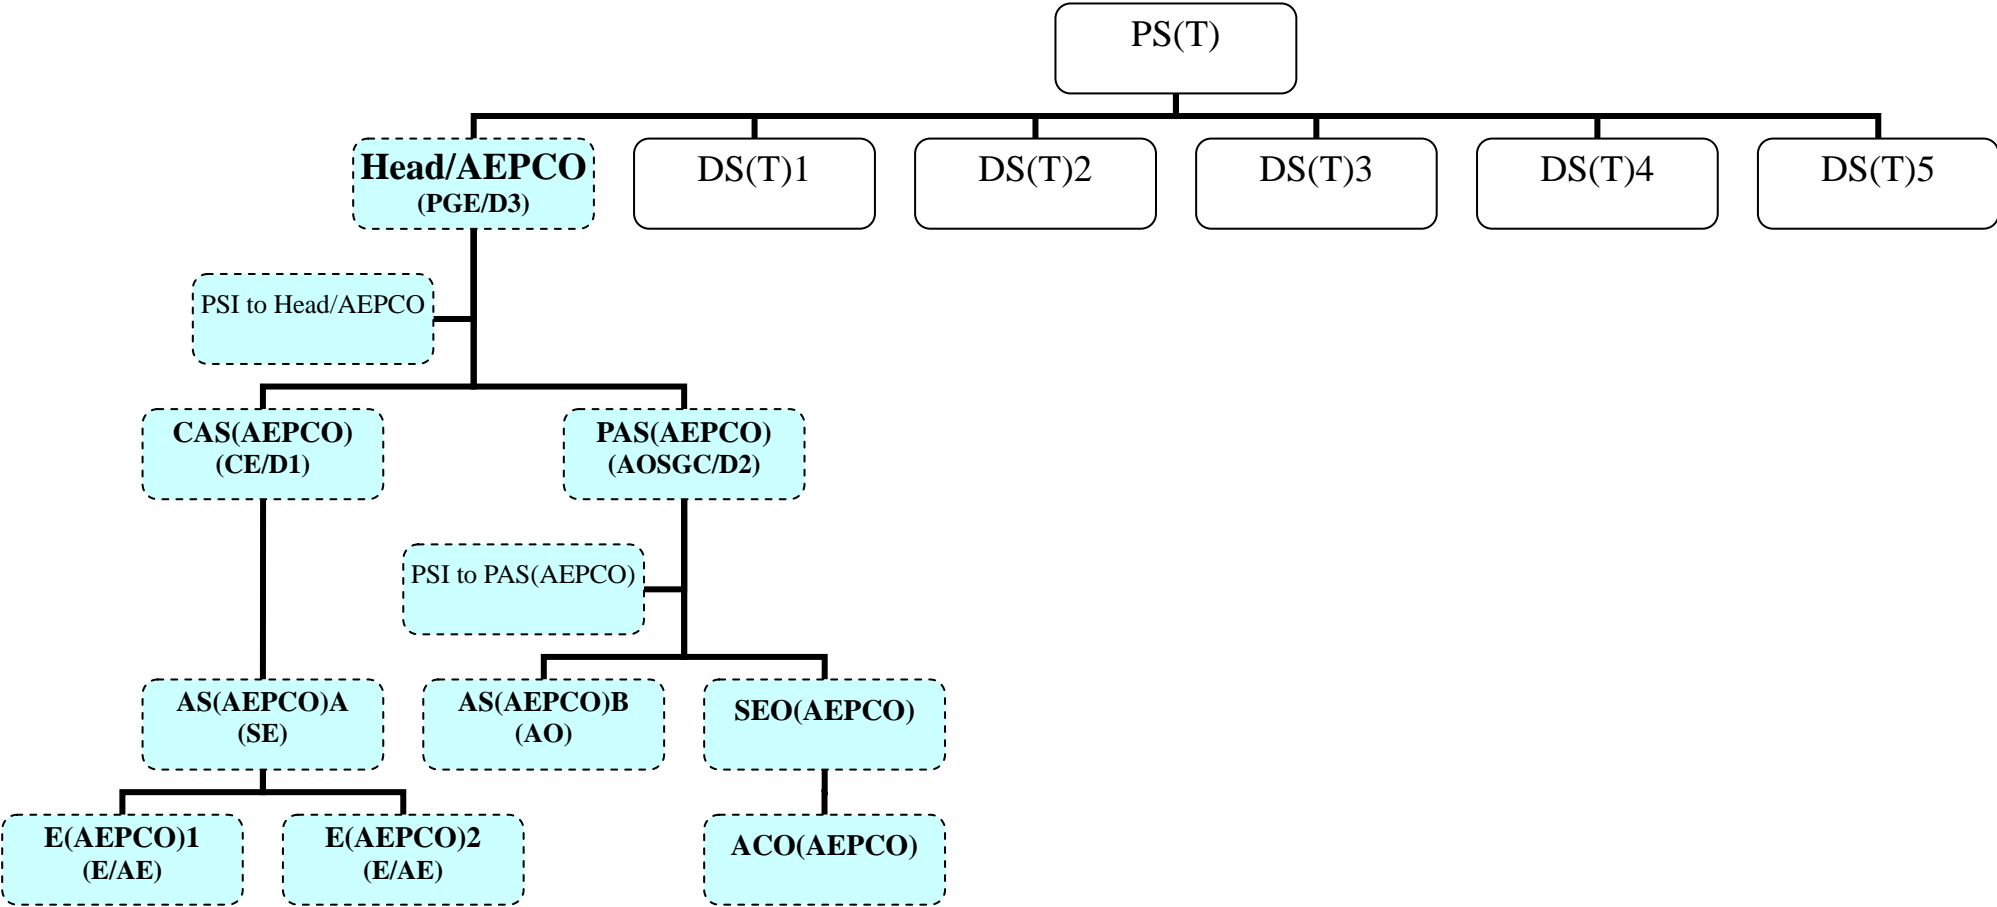 PS(T)
Head/AEPCO
(PGE/D3)
DS(T)1
DS(T)2
DS(T)3
DS(T)4
DS(T)5
PSI to Head/AEPCO
CAS(AEPCO)
(CE/D1)
PAS(AEPCO)
(AOSGC/D2)
PSI to PAS(AEPCO)
AS(AEPCO)A
(SE)
AS(AEPCO)B
(AO)
SEO(AEPCO)
E(AEPCO)1
(E/AE)
E(AEPCO)2
(E/AE)
ACO(AEPCO)